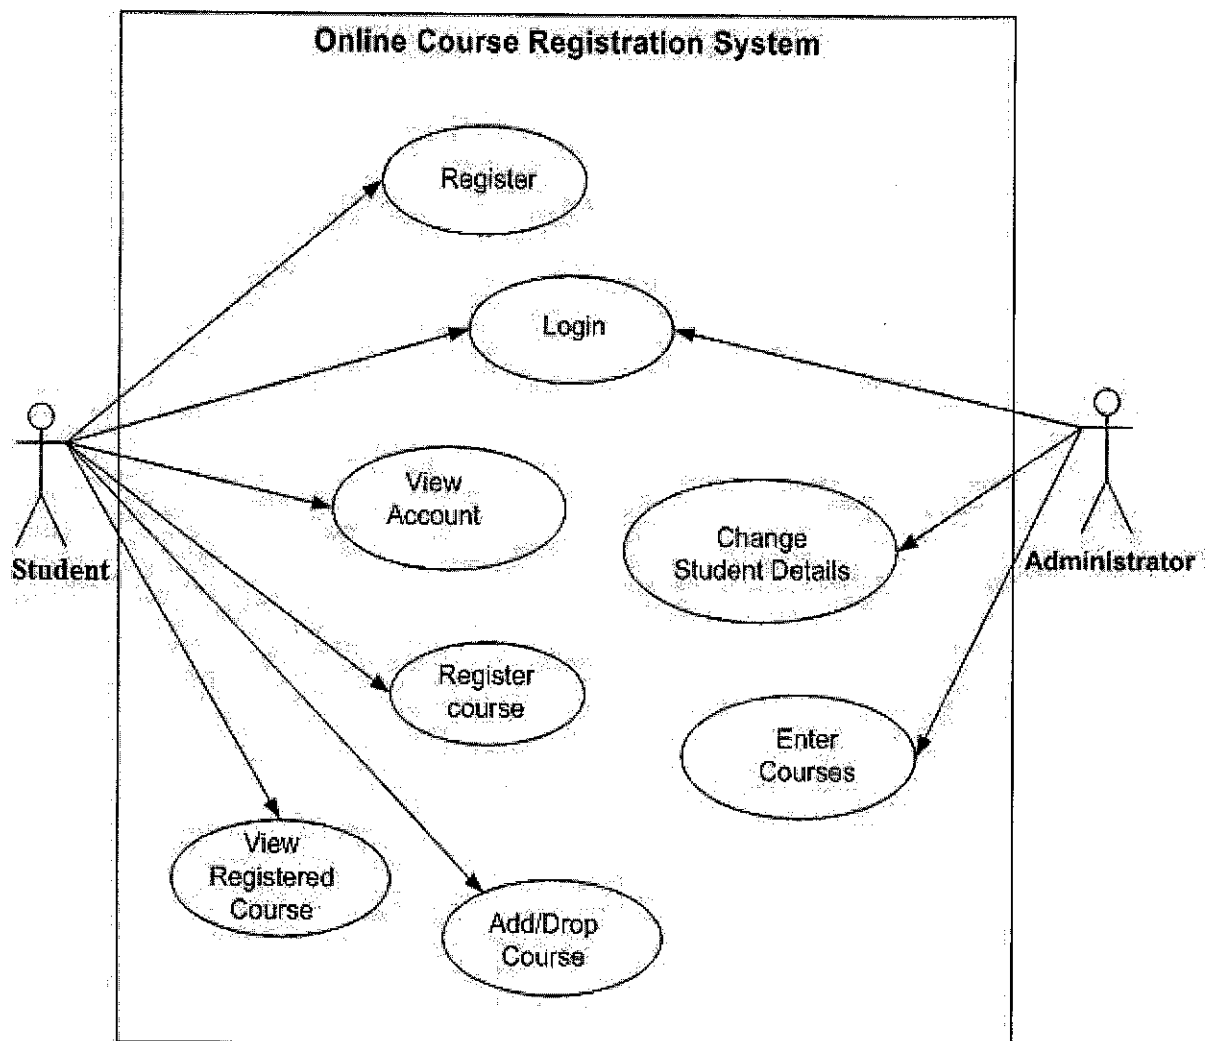 Online Course Registration System
Register
Login
View
Account
Change
Student Details
Student
Administrator
Register
course
Enter
Courses
View
Registered
Course
Add/Drop
Course